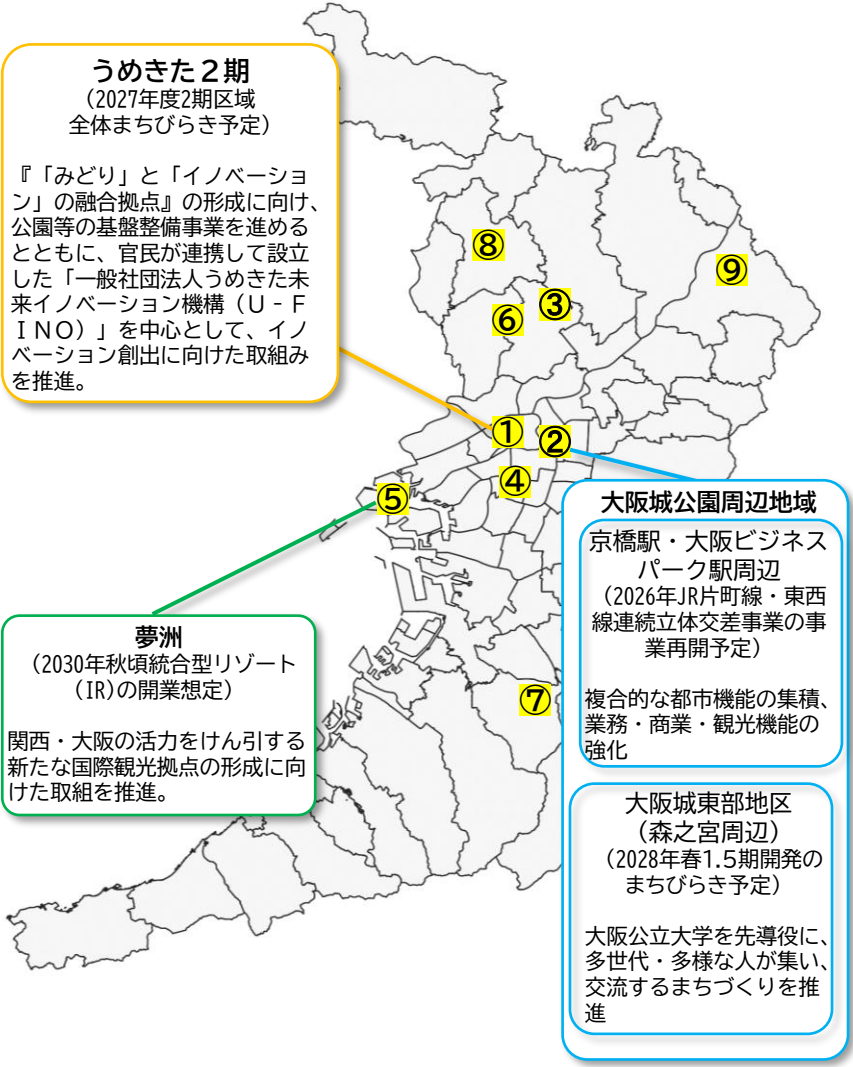 うめきた２期
（2027年度2期区域
全体まちびらき予定）
『「みどり」と「イノベーショ
ン」の融合拠点』の形成に向け、
公園等の基盤整備事業を進める
とともに、官民が連携して設立
した「一般社団法人うめきた未
来イノベーション機構（Ｕ‐Ｆ
ＩＮＯ）」を中心として、イノ
ベーション創出に向けた取組み
を推進。
⑧
⑨
③
⑥
①
②
④
⑤
⑦
夢洲
（2030年秋頃統合型リゾート
（IR)の開業想定）
関西・大阪の活力をけん引する
新たな国際観光拠点の形成に向
けた取組を推進。
大阪城公園周辺地域
京橋駅・大阪ビジネス
パーク駅周辺
（2026年JR片町線・東西
線連続立体交差事業の事
業再開予定）
複合的な都市機能の集積、
業務・商業・観光機能の
強化
大阪城東部地区
（森之宮周辺）
（2028年春1.5期開発の
まちびらき予定）
大阪公立大学を先導役に、
多世代・多様な人が集い、
交流するまちづくりを推
進